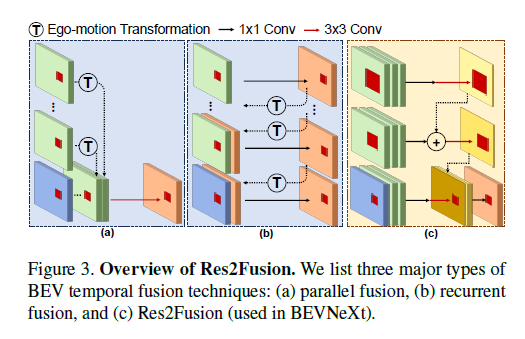 T Ego-motion Transformation → 1x1 Conv → 3x3 Conv
T
T
T
T
T
+
(a) (b) (c)
Figure 3. Overview of Res2Fusion. We list three major types of
BEV temporal fusion techniques: (a) parallel fusion, (b) recurrent
fusion, and (c) Res2Fusion (used in BEVNeXt).